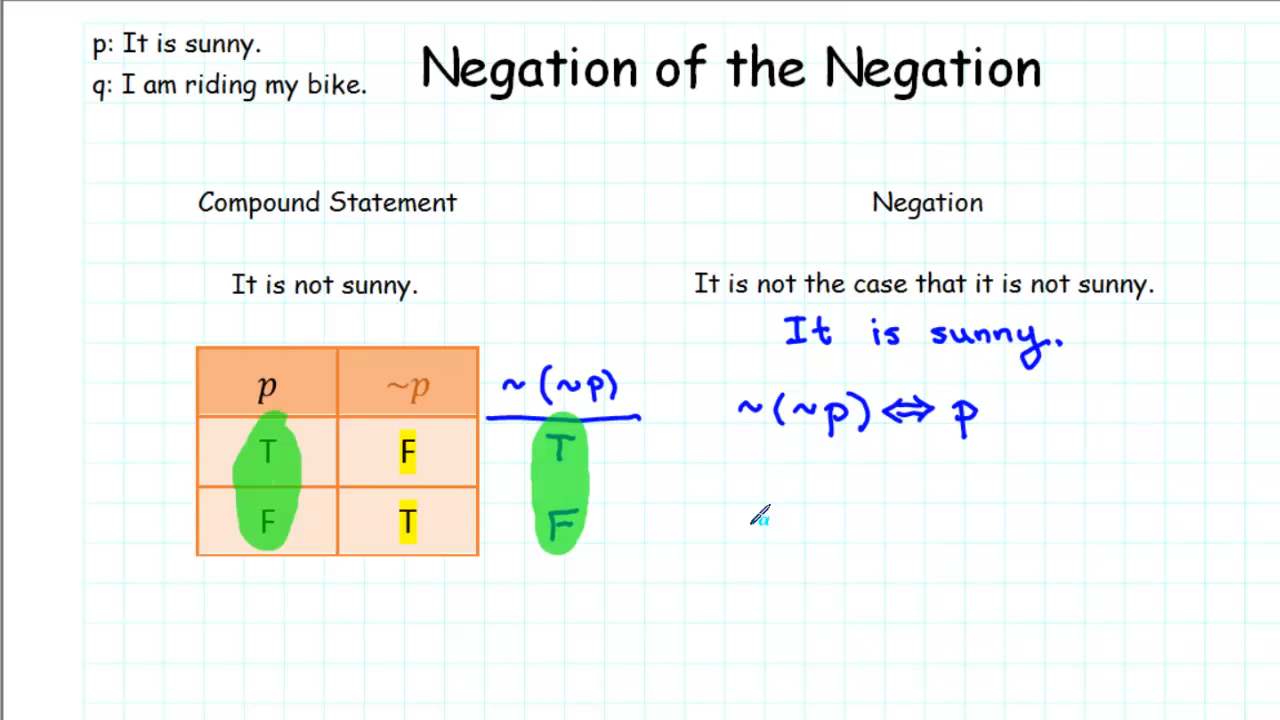 p: It is sunny.
q: I am riding my bike.
Negation of the Negation
Compound Statement
Negation
It is not sunny.
It is not the case that it is not sunny.
It is sunny..
p ~p ~(~p)
~(~p) ⇔ p
T F T
F T F
a